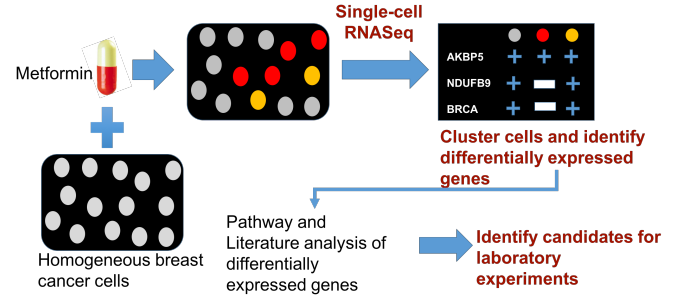 Single-cell
RNASeq
Metformin
AKBP5
NDUFB9
BRCA
Cluster cells and identify
differentially expressed
genes
Homogeneous breast
cancer cells
Pathway and
Literature analysis of
differentially
expressed genes
Identify candidates for
laboratory
experiments